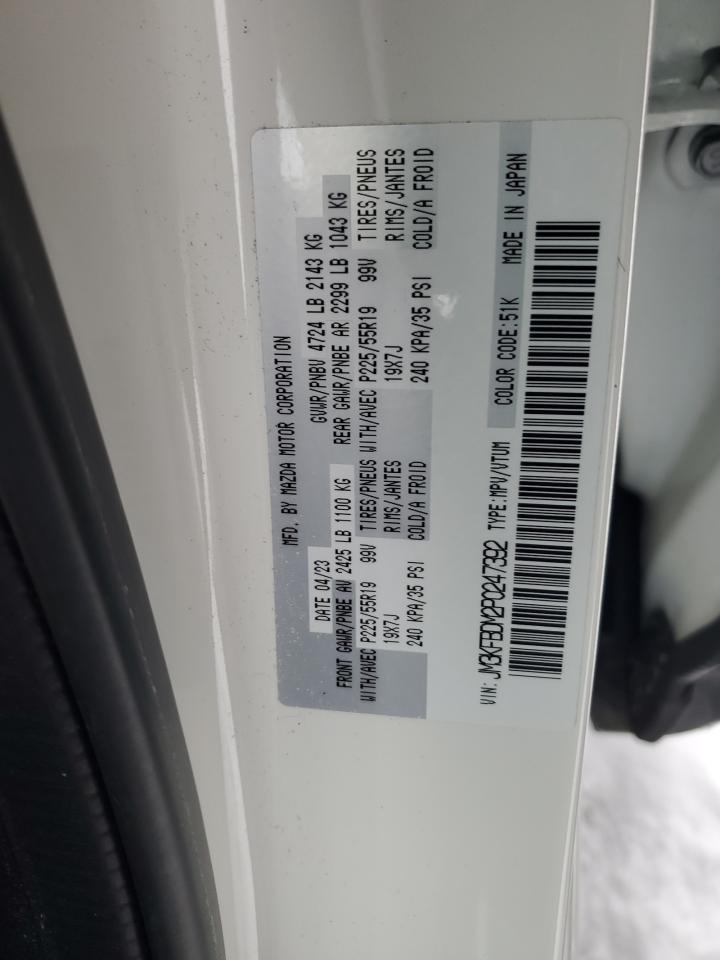 MFD. BY MAZDA MOTOR CORPORATION
DATE 04/23 GVWR/PNBV 4724 LB 2143 KG
FRONT GAWR/PNBE AV 2425 LB 1100 KG REAR GAWR/PNBE AR 2299 LB 1043 KG
WITH/AVEC P225/55R19 99V TIRES/PNEUS WITH/AVEC P225/55R19 99V TIRES/PNEUS
19X7J RIMS/JANTES 19X7J RIMS/JANTES
240 KPA/35 PSI COLD/A FROID 240 KPA/35 PSI COLD/A FROID
VIN: JM3KFBDM2P0247392 TYPE:MPV/VTUM COLOR CODE:51K MADE IN JAPAN